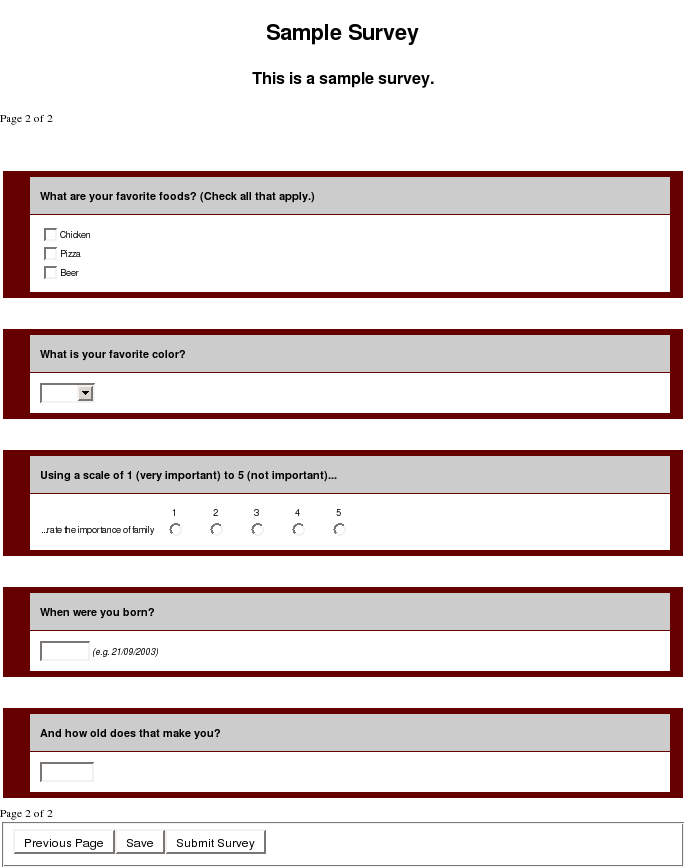 Sample Survey
This is a sample survey.
Page 2 of 2
What are your favorite foods? (Check all that apply.)
Chicken
Pizza
Beer
What is your favorite color?
Using a scale of 1 (very important) to 5 (not important)...
1 2 3 4 5
...rate the importance of family
When were you born?
(e.g. 21/09/2003)
And how old does that make you?
Page 2 of 2
Previous Page Save Submit Survey